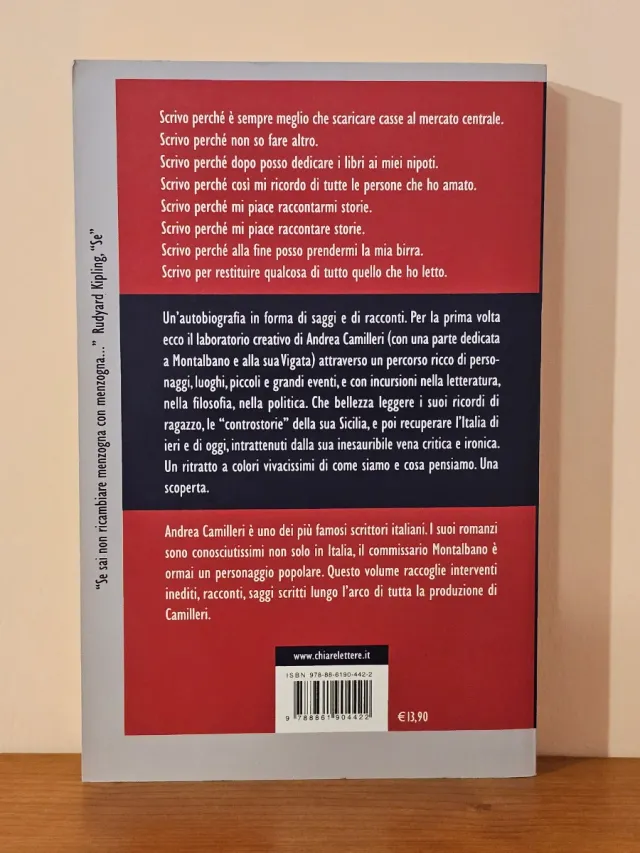 Scrivo perché è sempre meglio che scaricare casse al mercato centrale.
Scrivo perché non so fare altro.
Scrivo perché dopo posso dedicare i libri ai miei nipoti.
Scrivo perché così mi ricordo di tutte le persone che ho amato.
Scrivo perché mi piace raccontarmi storie.
Scrivo perché mi piace raccontare storie.
Scrivo perché alla fine posso prendermi la mia birra.
Scrivo per restituire qualcosa di tutto quello che ho letto.
Un'autobiografia in forma di saggi e di racconti. Per la prima volta
ecco il laboratorio creativo di Andrea Camilleri (con una parte dedicata
a Montalbano e alla sua Vigata) attraverso un percorso ricco di perso-
naggi, luoghi, piccoli e grandi eventi, e con incursioni nella letteratura,
nella filosofia, nella politica. Che bellezza leggere i suoi ricordi di
ragazzo, le "controstorie" della sua Sicilia, e poi recuperare l'Italia di
ieri e di oggi, intrattenuti dalla sua inesauribile vena critica e ironica.
Un ritratto a colori vivacissimi di come siamo e cosa pensiamo. Una
scoperta.
Andrea Camilleri è uno dei più famosi scrittori italiani. I suoi romanzi
sono conosciutissimi non solo in Italia, il commissario Montalbano è
ormai un personaggio popolare. Questo volume raccoglie interventi
inediti, racconti, saggi scritti lungo l'arco di tutta la produzione di
Camilleri.
www.chiarelettere.it
ISBN 978-88-6190-442-2
9 788861 904422
€ 13,90
"Se sai non ricambiare menzogna con menzogna..." Rudyard Kipling, "Se"